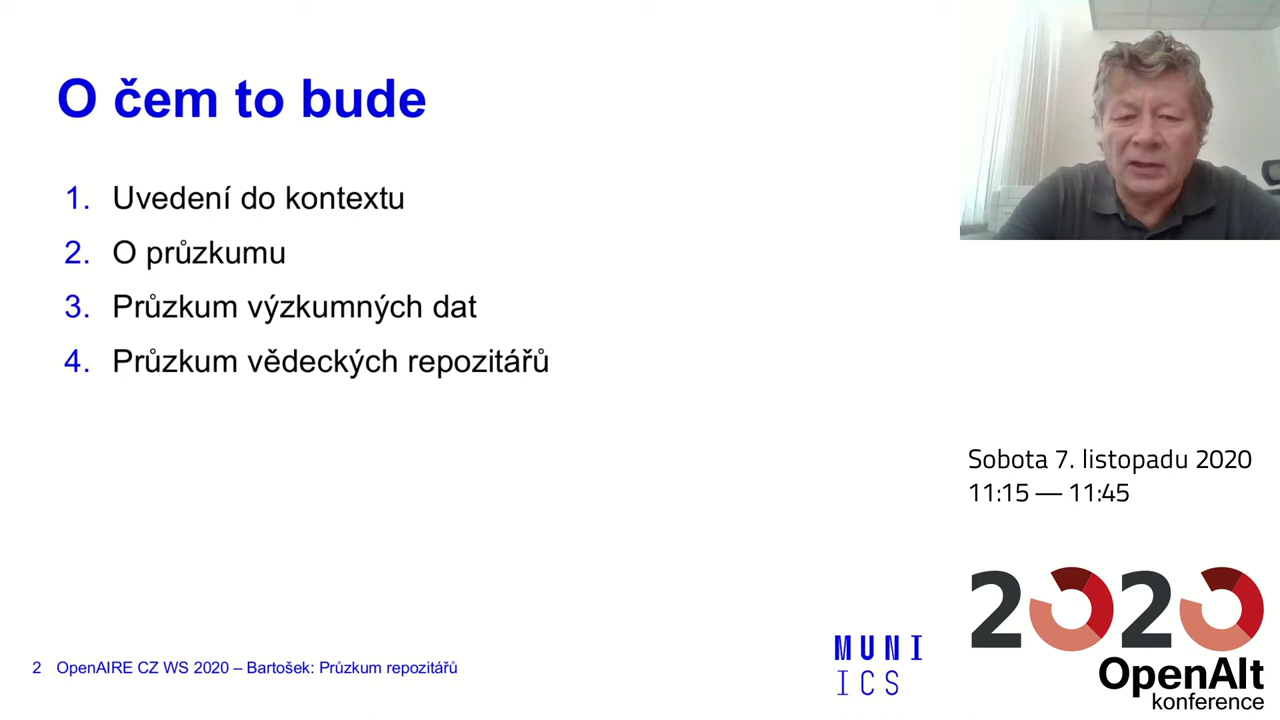 O čem to bude
1. Uvedení do kontextu
2. O průzkumu
3. Průzkum výzkumných dat
4. Průzkum vědeckých repozitářů
Sobota 7. listopadu 2020
11:15 — 11:45
2 OpenAIRE CZ WS 2020 – Bartošek: Průzkum repozitářů
MUNI
ICS
2020
OpenAlt
konference